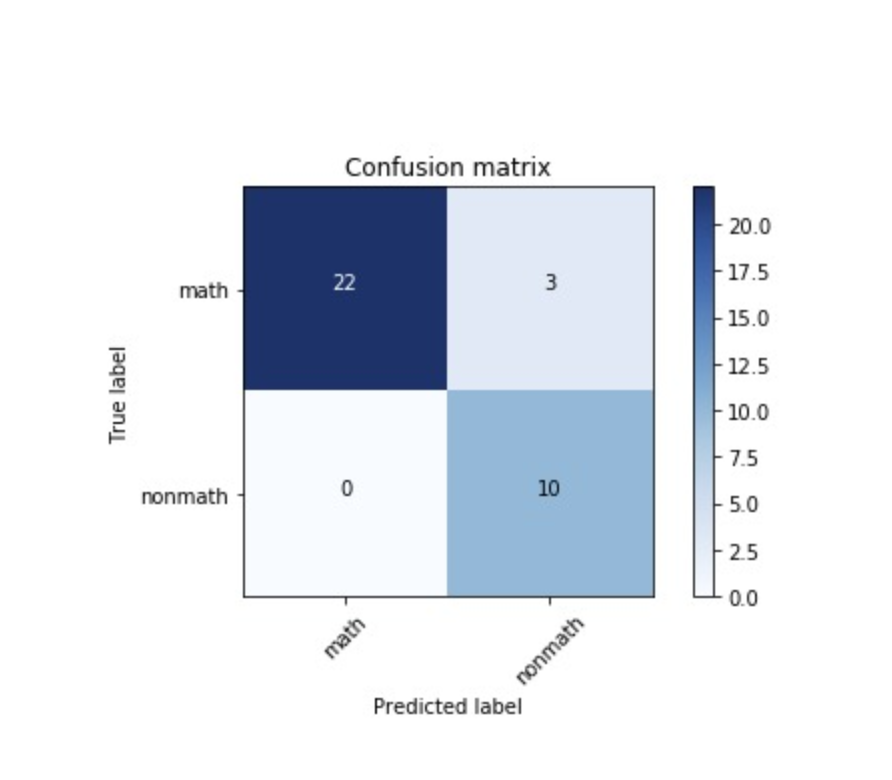 Confusion matrix
True label
math
22
3
nonmath
0
10
math
nonmath
Predicted label
20.0
17.5
15.0
12.5
10.0
7.5
5.0
2.5
0.0